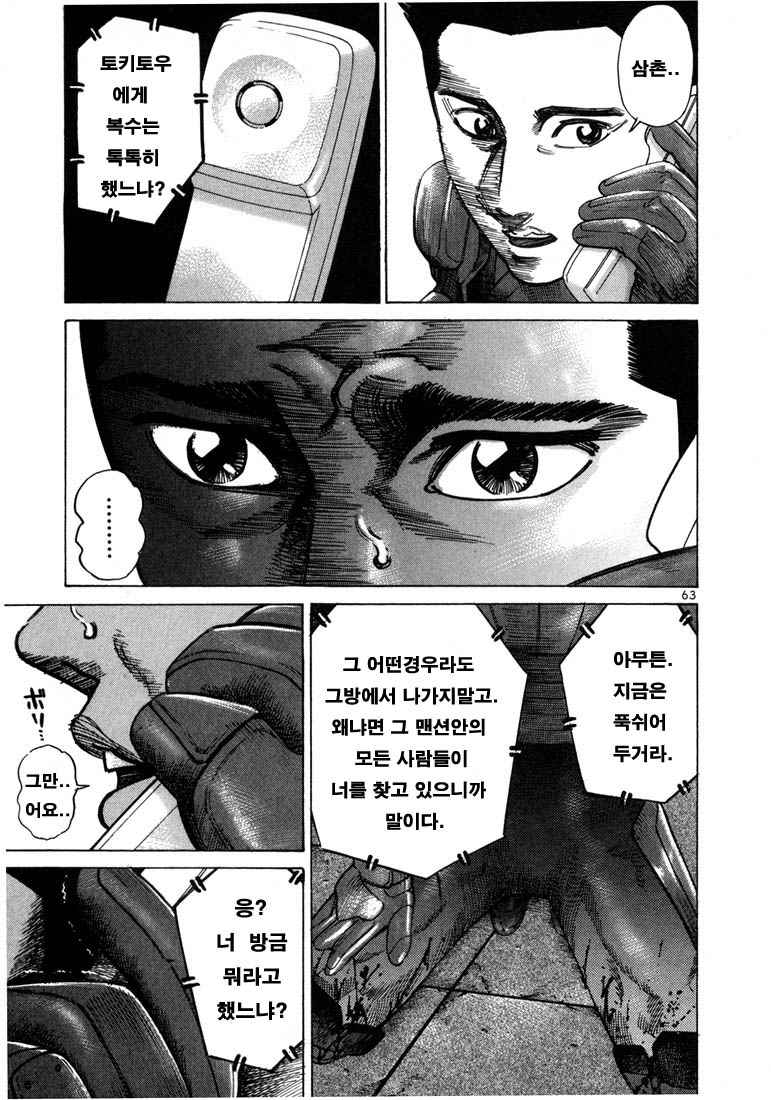 삼촌..
토키토우
에게
복수는
톡톡히
했느냐?
.........
63
아무튼.
지금은
푹쉬어
두거라.
그 어떤경우라도
그방에서 나가지말고.
왜냐면 그 맨션안의
모든 사람들이
너를 찾고 있으니까
말이다.
그만..
어요..
응?
너 방금
뭐라고
했느냐?